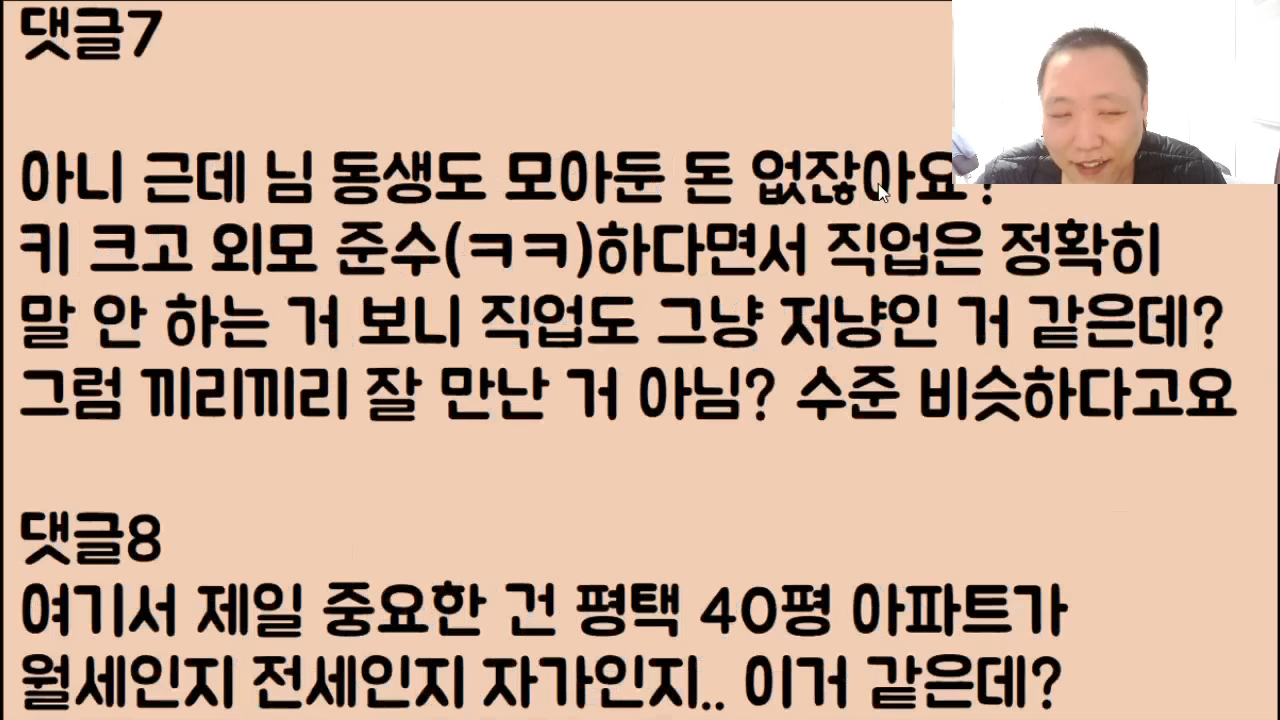 댓글7
아니 근데 님 동생도 모아둔 돈 없잖아요?
키 크고 외모 준수(ㅋㅋ)하다면서 직업은 정확히
말 안 하는 거 보니 직업도 그냥 저냥인 거 같은데?
그럼 끼리끼리 잘 만난 거 아님? 수준 비슷하다고요
댓글8
여기서 제일 중요한 건 평택 40평 아파트가
월세인지 전세인지 자가인지.. 이거 같은데?